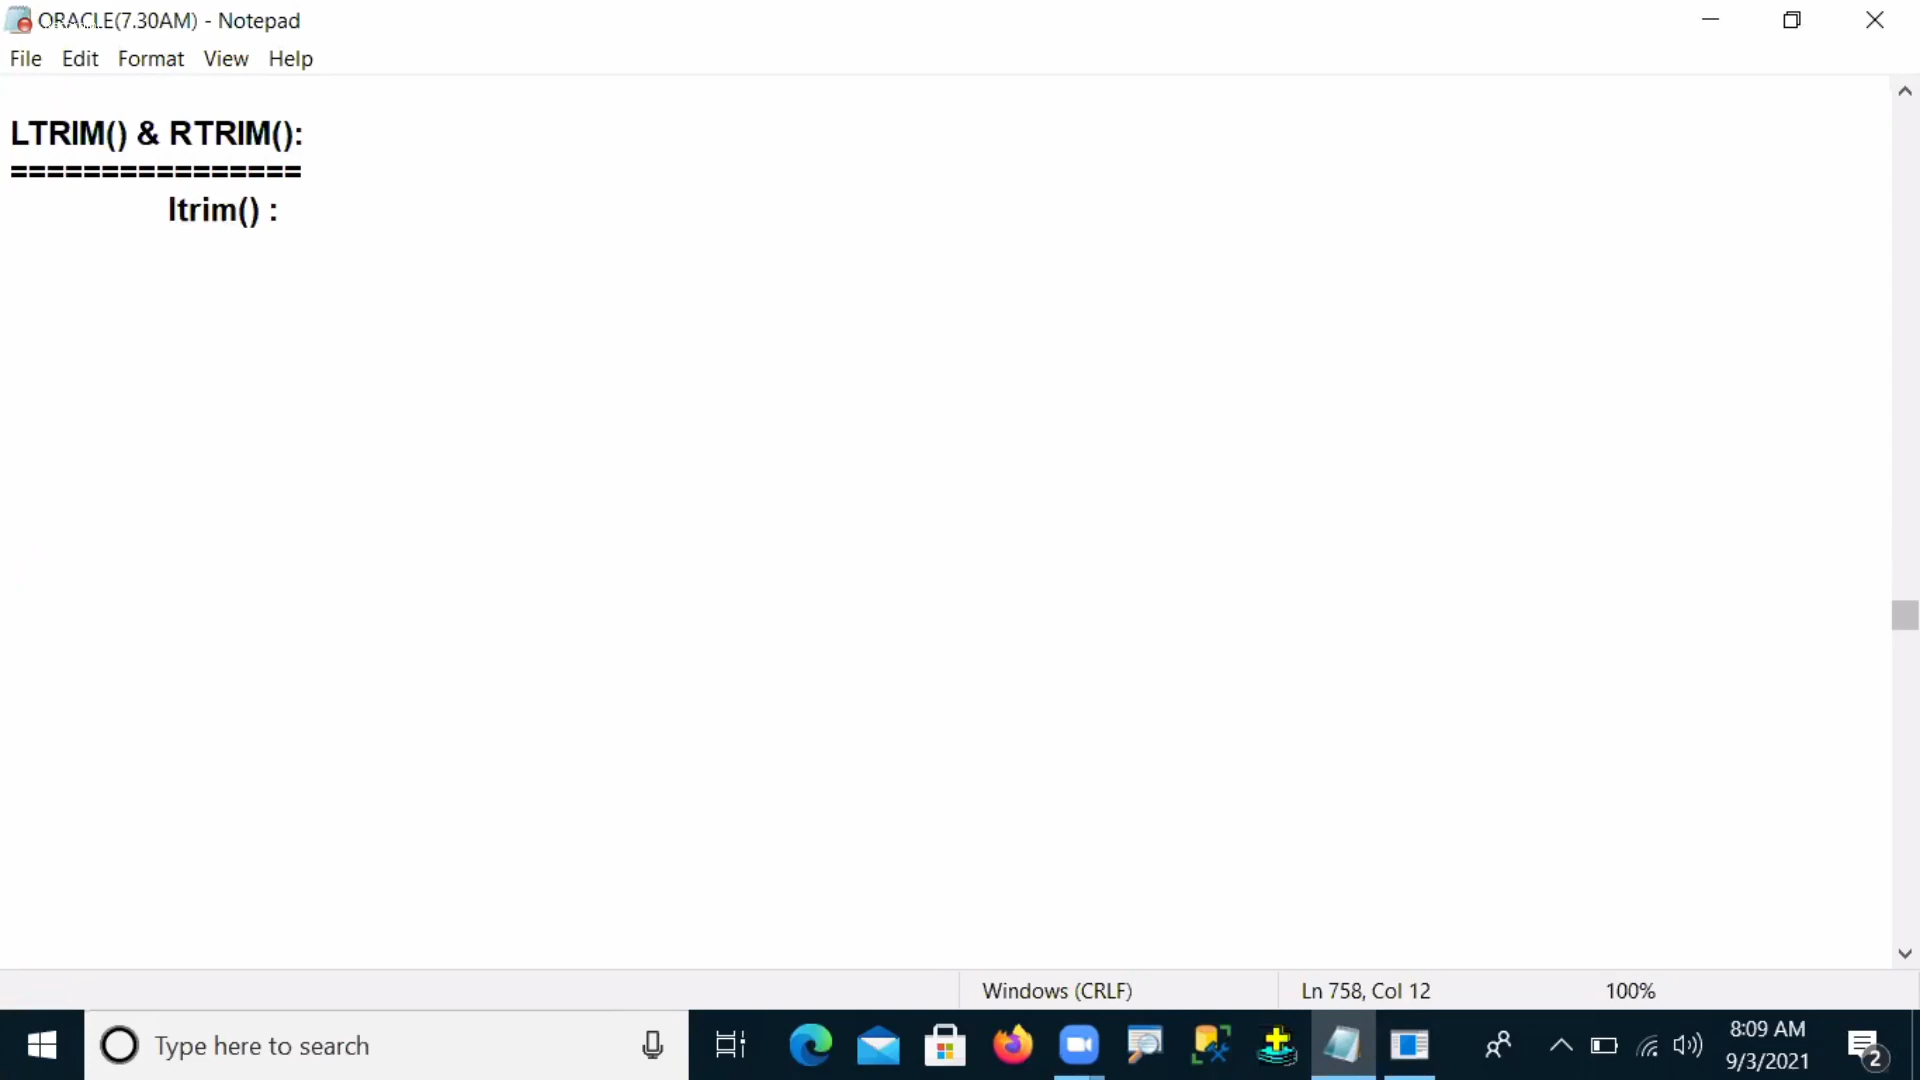 ORACLE(7.30AM) - Notepad
File Edit Format View Help
LTRIM() & RTRIM():
================
ltrim() :
Windows (CRLF) Ln 758, Col 12 100%
Type here to search
8:09 AM
9/3/2021
2